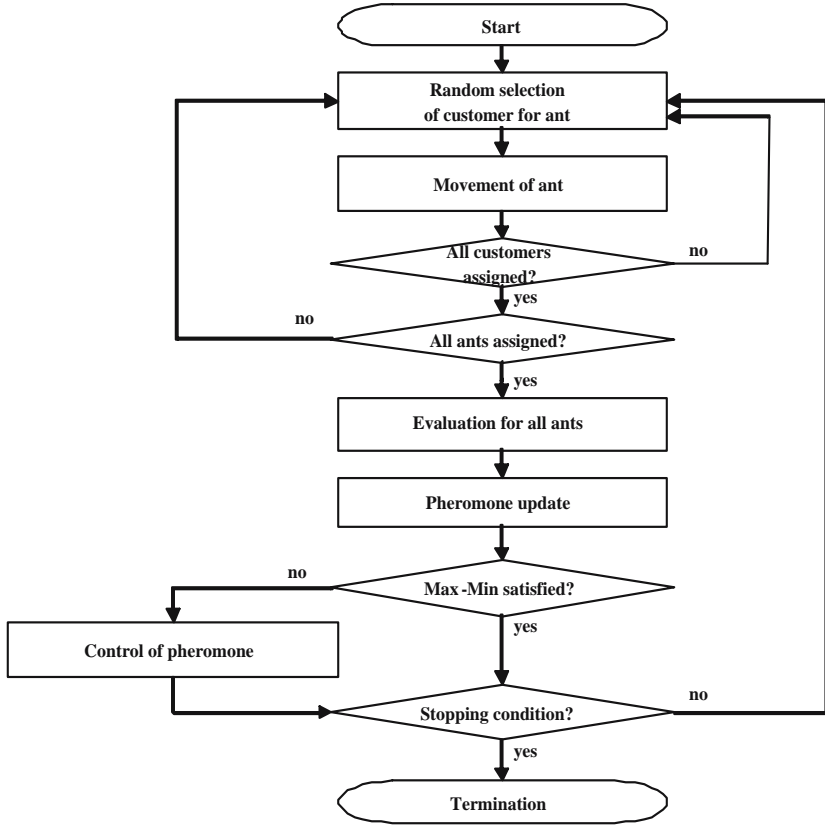 Start
Random selection
of customer for ant
Movement of ant
All customers
assigned?
no
yes
no
All ants assigned?
yes
Evaluation for all ants
Pheromone update
no
Max-Min satisfied?
yes
Control of pheromone
no
Stopping condition?
yes
Termination